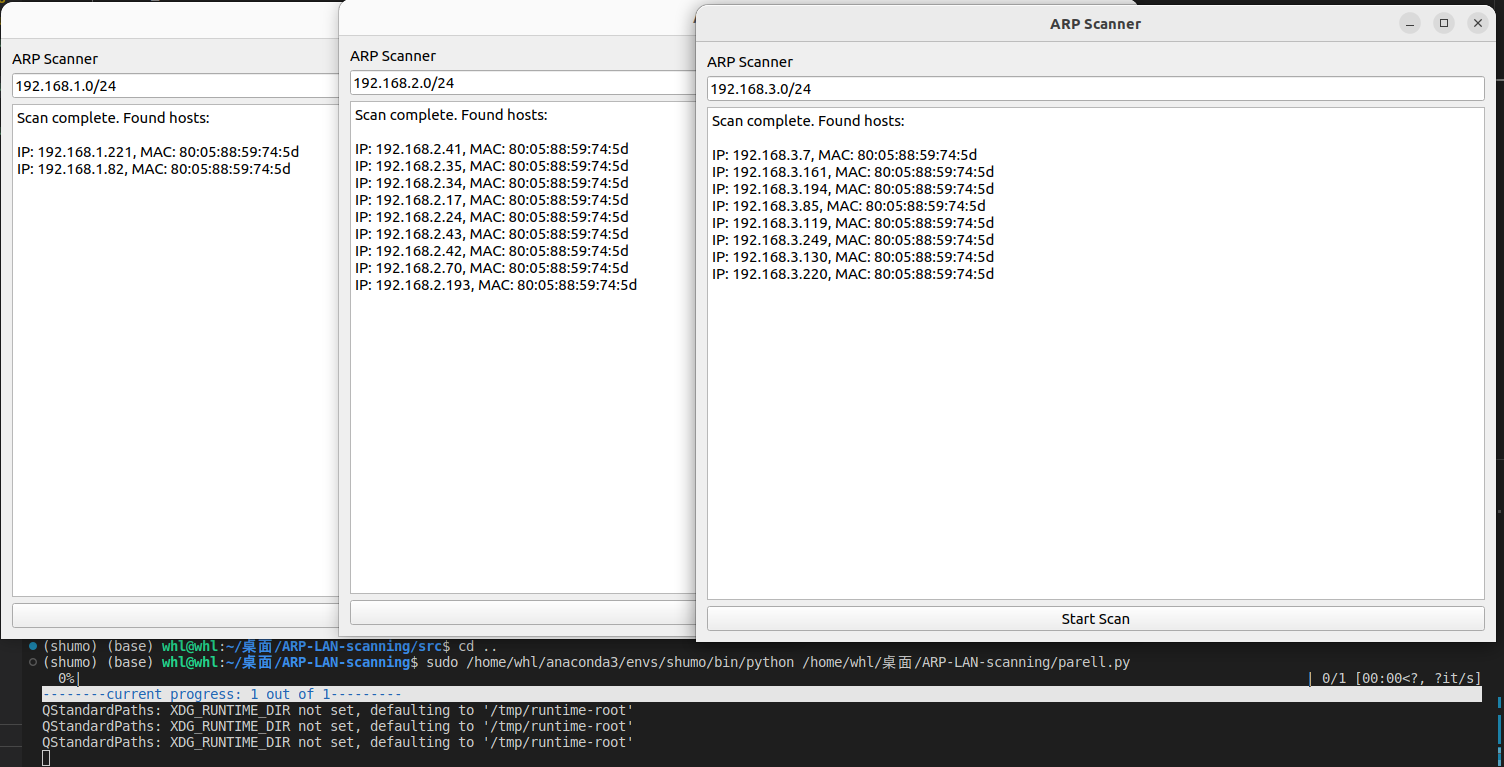 ARP Scanner
192.168.1.0/24
Scan complete. Found hosts:
IP: 192.168.1.221, MAC: 80:05:88:59:74:5d
IP: 192.168.1.82, MAC: 80:05:88:59:74:5d
ARP Scanner
192.168.2.0/24
Scan complete. Found hosts:
IP: 192.168.2.41, MAC: 80:05:88:59:74:5d
IP: 192.168.2.35, MAC: 80:05:88:59:74:5d
IP: 192.168.2.34, MAC: 80:05:88:59:74:5d
IP: 192.168.2.17, MAC: 80:05:88:59:74:5d
IP: 192.168.2.24, MAC: 80:05:88:59:74:5d
IP: 192.168.2.43, MAC: 80:05:88:59:74:5d
IP: 192.168.2.42, MAC: 80:05:88:59:74:5d
IP: 192.168.2.70, MAC: 80:05:88:59:74:5d
IP: 192.168.2.193, MAC: 80:05:88:59:74:5d
ARP Scanner
ARP Scanner
192.168.3.0/24
Scan complete. Found hosts:
IP: 192.168.3.7, MAC: 80:05:88:59:74:5d
IP: 192.168.3.161, MAC: 80:05:88:59:74:5d
IP: 192.168.3.194, MAC: 80:05:88:59:74:5d
IP: 192.168.3.85, MAC: 80:05:88:59:74:5d
IP: 192.168.3.119, MAC: 80:05:88:59:74:5d
IP: 192.168.3.249, MAC: 80:05:88:59:74:5d
IP: 192.168.3.130, MAC: 80:05:88:59:74:5d
IP: 192.168.3.220, MAC: 80:05:88:59:74:5d
Start Scan
(shumo) (base) whl@whl:~/桌面/ARP-LAN-scanning/src$ cd ..
(shumo) (base) whl@whl:~/桌面/ARP-LAN-scanning$ sudo /home/whl/anaconda3/envs/shumo/bin/python /home/whl/桌面/ARP-LAN-scanning/parell.py
0%| | 0/1 [00:00<?, ?it/s]
--------current progress: 1 out of 1---------
QStandardPaths: XDG_RUNTIME_DIR not set, defaulting to '/tmp/runtime-root'
QStandardPaths: XDG_RUNTIME_DIR not set, defaulting to '/tmp/runtime-root'
QStandardPaths: XDG_RUNTIME_DIR not set, defaulting to '/tmp/runtime-root'